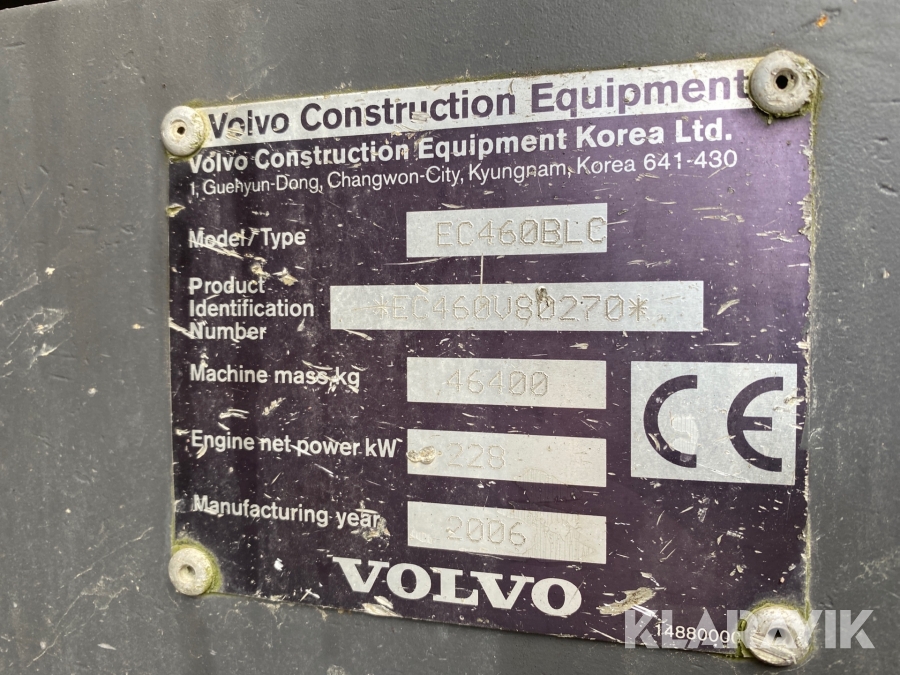 Volvo Construction Equipment
Volvo Construction Equipment Korea Ltd.
1, Guehyun-Dong, Changwon-City, Kyungnam, Korea 641-430
Model/Type EC460BLC
Product
Identification
Number
*EC460V80270*
Machine mass kg 46400
Engine net power kW 228
CE
Manufacturing year 2006
VOLVO
KLARAVIK